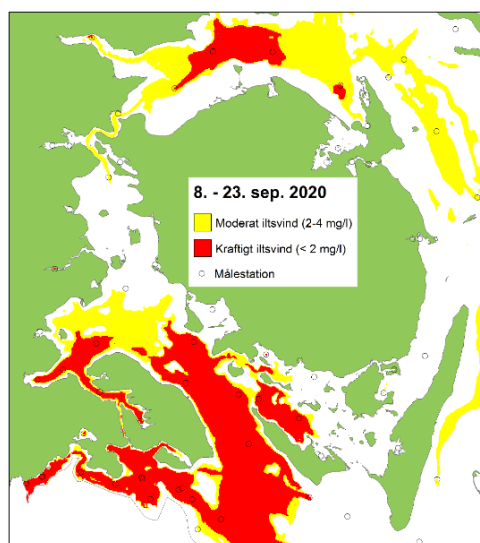 8. - 23. sep. 2020
Moderat iltsvind (2-4 mg/l)
Kraftigt iltsvind (< 2 mg/l)
Målestation